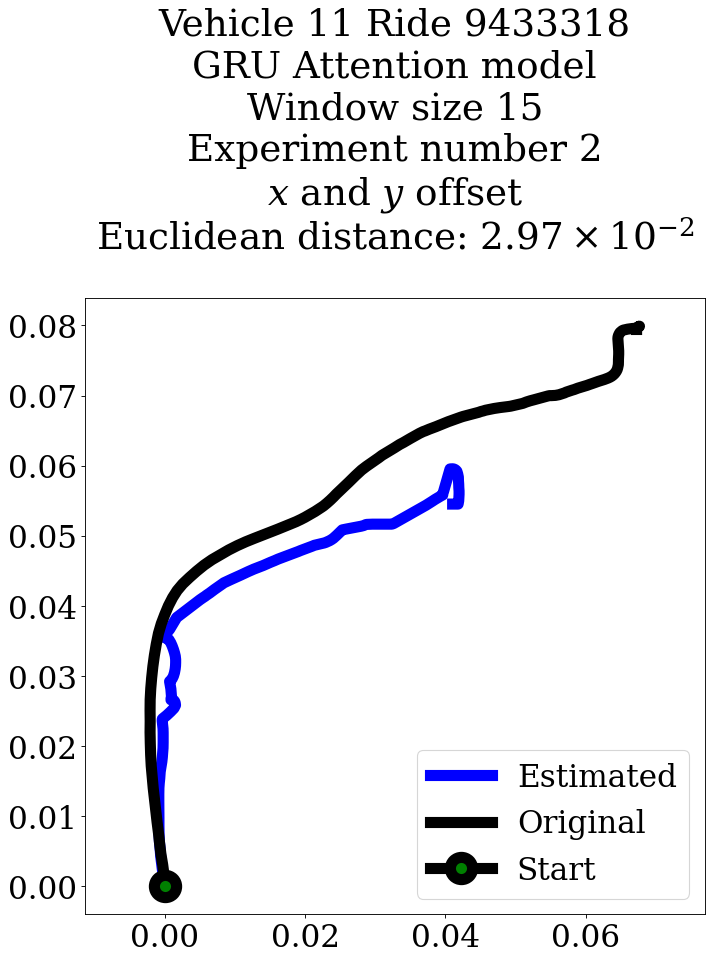 Vehicle 11 Ride 9433318
GRU Attention model
Window size 15
Experiment number 2
x and y offset
Euclidean distance: 2.97 × 10⁻²
0.08
0.07
0.06
0.05
0.04
0.03
0.02
0.01
0.00
Estimated
Original
Start
0.00 0.02 0.04 0.06